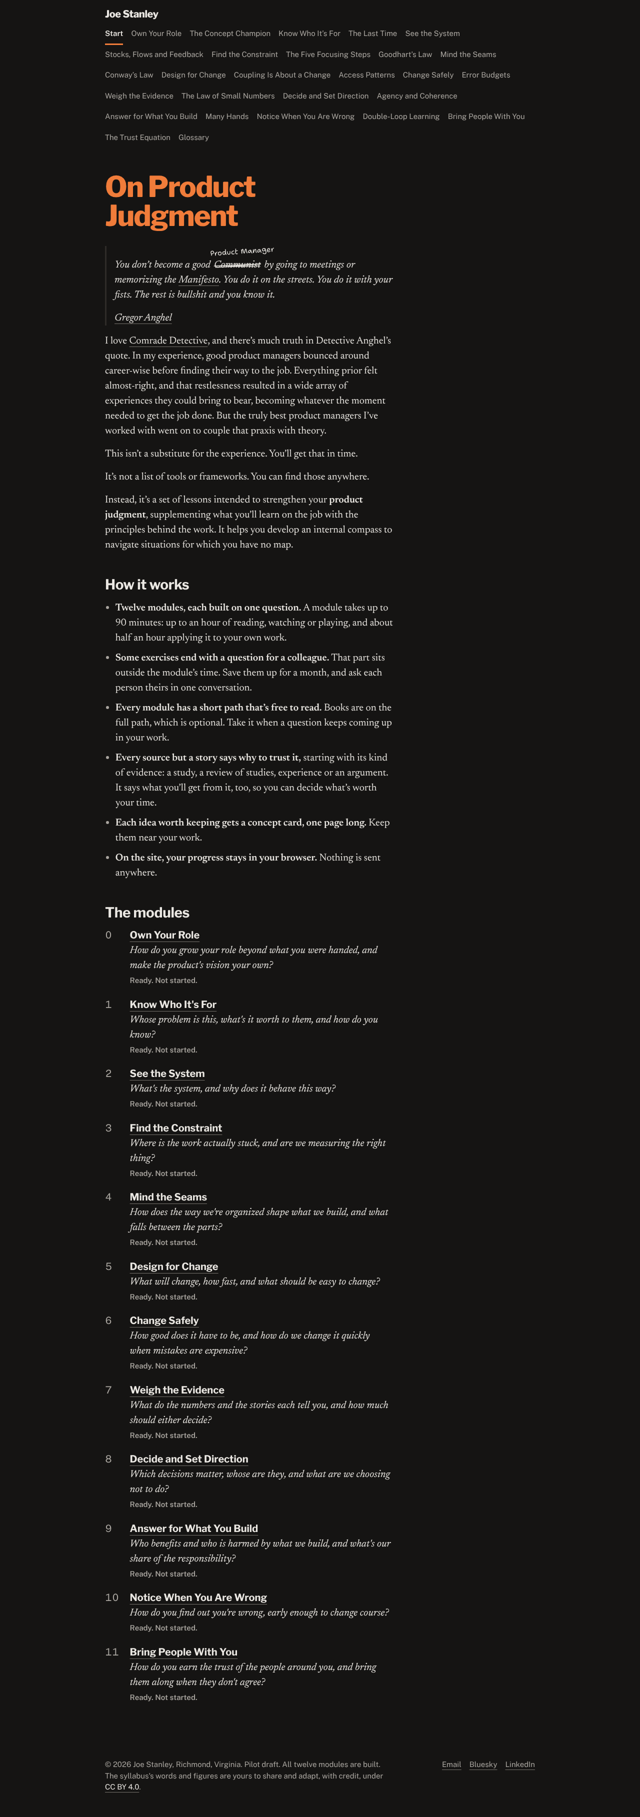 Joe Stanley
Start Own Your Role The Concept Champion Know Who It's For The Last Time See the System
Stocks, Flows and Feedback Find the Constraint The Five Focusing Steps Goodhart's Law Mind the Seams
Conway's Law Design for Change Coupling Is About a Change Access Patterns Change Safely Error Budgets
Weigh the Evidence The Law of Small Numbers Decide and Set Direction Agency and Coherence
Answer for What You Build Many Hands Notice When You Are Wrong Double-Loop Learning Bring People With You
The Trust Equation Glossary
On Product
Judgment
Product Manager
You don't become a good Communist by going to meetings or
memorizing the Manifesto. You do it on the streets. You do it with your
fists. The rest is bullshit and you know it.
Gregor Anghel
I love Comrade Detective, and there's much truth in Detective Anghel's
quote. In my experience, good product managers bounced around
career-wise before finding their way to the job. Everything prior felt
almost-right, and that restlessness resulted in a wide array of
experiences they could bring to bear, becoming whatever the moment
needed to get the job done. But the truly best product managers I've
worked with went on to couple that praxis with theory.
This isn't a substitute for the experience. You'll get that in time.
It's not a list of tools or frameworks. You can find those anywhere.
Instead, it's a set of lessons intended to strengthen your product
judgment, supplementing what you'll learn on the job with the
principles behind the work. It helps you develop an internal compass to
navigate situations for which you have no map.
How it works
• Twelve modules, each built on one question. A module takes up to
90 minutes: up to an hour of reading, watching or playing, and about
half an hour applying it to your own work.
• Some exercises end with a question for a colleague. That part sits
outside the module's time. Save them up for a month, and ask each
person theirs in one conversation.
• Every module has a short path that's free to read. Books are on the
full path, which is optional. Take it when a question keeps coming up
in your work.
• Every source but a story says why to trust it, starting with its kind
of evidence: a study, a review of studies, experience or an argument.
It says what you'll get from it, too, so you can decide what's worth
your time.
• Each idea worth keeping gets a concept card, one page long. Keep
them near your work.
• On the site, your progress stays in your browser. Nothing is sent
anywhere.
The modules
0 Own Your Role
How do you grow your role beyond what you were handed, and
make the product's vision your own?
Ready. Not started.
1 Know Who It's For
Whose problem is this, what's it worth to them, and how do you
know?
Ready. Not started.
2 See the System
What's the system, and why does it behave this way?
Ready. Not started.
3 Find the Constraint
Where is the work actually stuck, and are we measuring the right
thing?
Ready. Not started.
4 Mind the Seams
How does the way we're organized shape what we build, and what
falls between the parts?
Ready. Not started.
5 Design for Change
What will change, how fast, and what should be easy to change?
Ready. Not started.
6 Change Safely
How good does it have to be, and how do we change it quickly
when mistakes are expensive?
Ready. Not started.
7 Weigh the Evidence
What do the numbers and the stories each tell you, and how much
should either decide?
Ready. Not started.
8 Decide and Set Direction
Which decisions matter, whose are they, and what are we choosing
not to do?
Ready. Not started.
9 Answer for What You Build
Who benefits and who is harmed by what we build, and what's our
share of the responsibility?
Ready. Not started.
10 Notice When You Are Wrong
How do you find out you're wrong, early enough to change course?
Ready. Not started.
11 Bring People With You
How do you earn the trust of the people around you, and bring
them along when they don't agree?
Ready. Not started.
© 2026 Joe Stanley, Richmond, Virginia. Pilot draft. All twelve modules are built. Email Bluesky LinkedIn
The syllabus's words and figures are yours to share and adapt, with credit, under
CC BY 4.0.